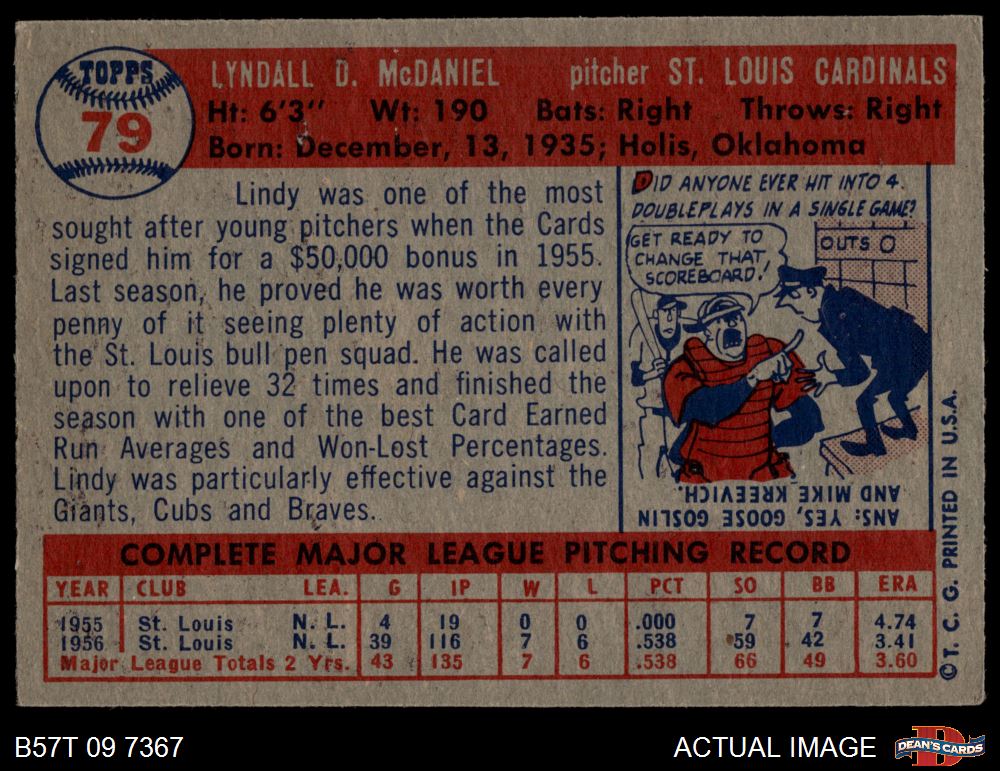 TOPPS
79
LYNDALL D. McDANIEL pitcher ST. LOUIS CARDINALS
Ht: 6'3" Wt: 190 Bats: Right Throws: Right
Born: December, 13, 1935; Holis, Oklahoma
Lindy was one of the most
sought after young pitchers when the Cards
signed him for a $50,000 bonus in 1955.
Last season, he proved he was worth every
penny of it seeing plenty of action with
the St. Louis bull pen squad. He was called
upon to relieve 32 times and finished the
season with one of the best Card Earned
Run Averages and Won-Lost Percentages.
Lindy was particularly effective against the
Giants, Cubs and Braves.
DID ANYONE EVER HIT INTO 4
DOUBLEPLAYS IN A SINGLE GAME?
GET READY TO
CHANGE THAT
SCOREBOARD!
OUTS O
ANS: YES, GOOSE GOSLIN
AND MIKE KREEVICH.
©T. C. G. PRINTED IN U.S.A.
COMPLETE MAJOR LEAGUE PITCHING RECORD
YEAR CLUB LEA. G IP W L PCT SO BB ERA
1955 St. Louis N. L. 4 19 0 0 .000 7 7 4.74
1956 St. Louis N. L. 39 116 7 6 .538 59 42 3.41
Major League Totals 2 Yrs. 43 135 7 6 .538 66 49 3.60
B57T 09 7367
ACTUAL IMAGE
DEAN'S CARDS